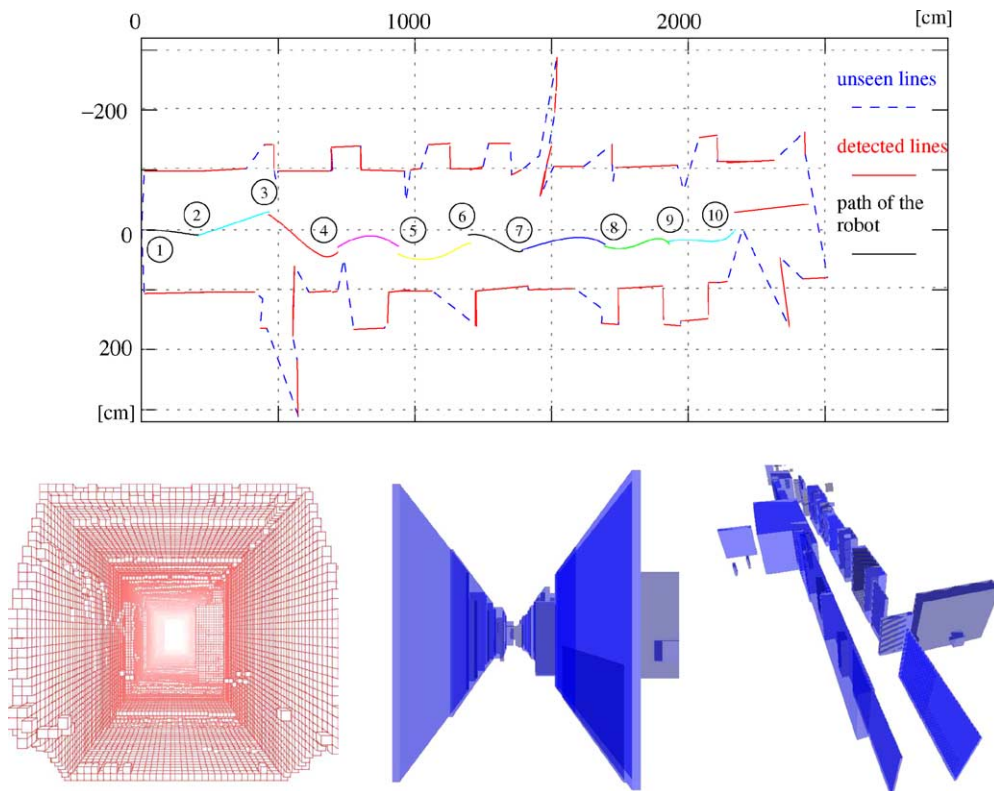 0 1000 2000 [cm]
−200
0
200
[cm]
unseen lines
detected lines
path of the
robot
1 2 3 4 5 6 7 8 9 10